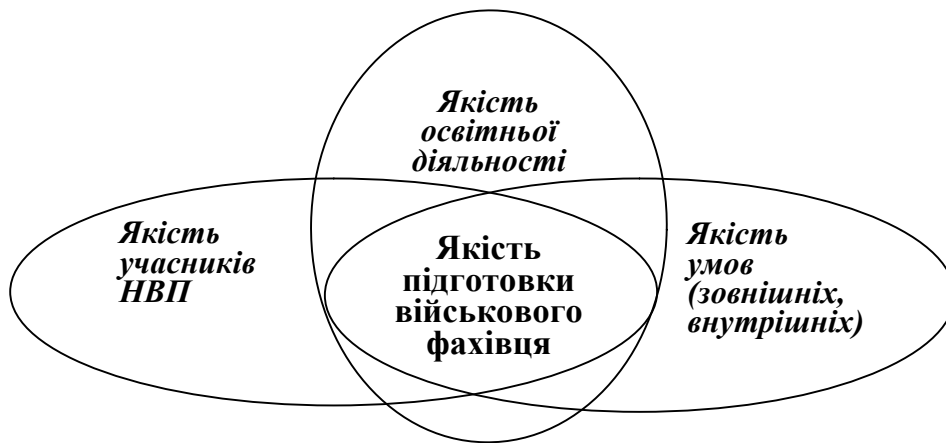 Якість
освітньої
діяльності
Якість
учасників
НВП
Якість
підготовки
військового
фахівця
Якість
умов
(зовнішніх,
внутрішніх)